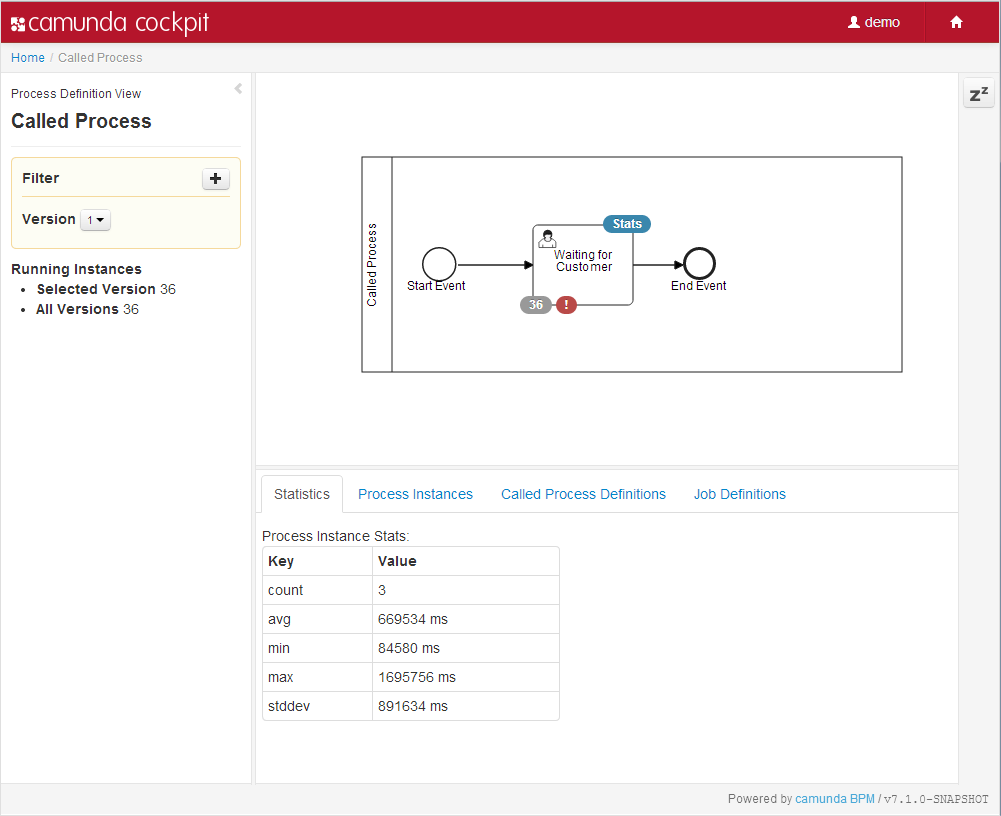 camunda cockpit
demo
Home / Called Process
Process Definition View
Called Process
Filter
+
Version 1
Running Instances
• Selected Version 36
• All Versions 36
zz
Called Process
Start Event
Stats
Waiting for
Customer
36 !
End Event
Statistics Process Instances Called Process Definitions Job Definitions
Process Instance Stats:
Key Value
count 3
avg 669534 ms
min 84580 ms
max 1695756 ms
stddev 891634 ms
Powered by camunda BPM / v7.1.0-SNAPSHOT